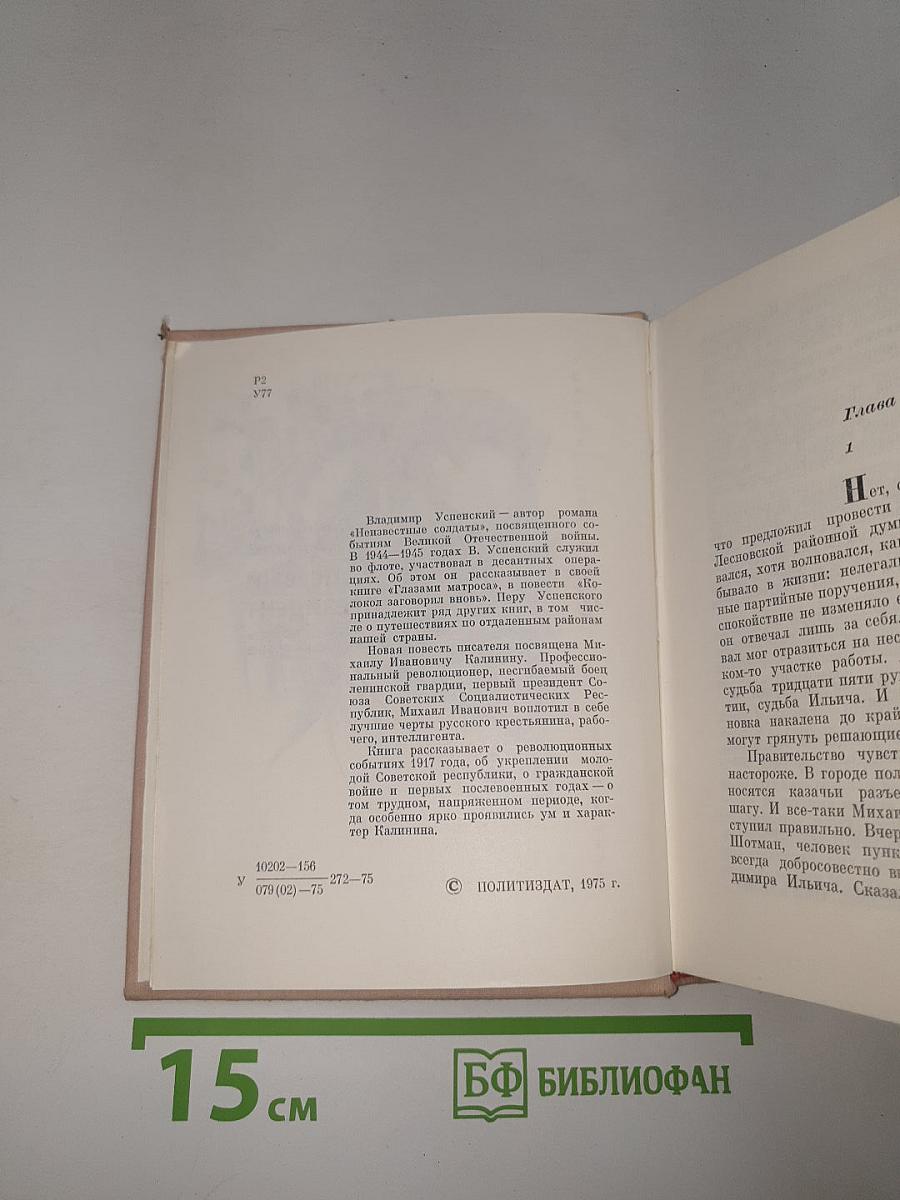 Р2
У77
Владимир Успенский — автор романа
«Неизвестные солдаты», посвященного со-
бытиям Великой Отечественной войны.
В 1944—1945 годах В. Успенский служил
во флоте, участвовал в десантных опера-
циях. Об этом он рассказывает в своей
книге «Глазами матроса», в повести «Ко-
локол заговорил вновь». Перу Успенского
принадлежит ряд других книг, в том чис-
ле о путешествиях по отдаленным районам
нашей страны.
Новая повесть писателя посвящена Ми-
хаилу Ивановичу Калинину. Профессио-
нальный революционер, несгибаемый боец
ленинской гвардии, первый президент Со-
юза Советских Социалистических Рес-
публик, Михаил Иванович воплотил в себе
лучшие черты русского крестьянина, рабо-
чего, интеллигента.
Книга рассказывает о революционных
событиях 1917 года, об укреплении моло-
дой Советской республики, о гражданской
войне и первых послевоенных годах — о
том трудном, напряженном периоде, ког-
да особенно ярко проявились ум и харак-
тер Калинина.
У 10202—156
079(02)—75 272—75
© ПОЛИТИЗДАТ, 1975 г.
Глава
1
Нет,
что предложил провести
Лесновской районной дум
вался, хотя волновался, ка
бывало в жизни: нелегал
ные партийные поручения,
спокойствие не изменяло
он отвечал лишь за себя.
вал мог отразиться на нес
ком-то участке работы.
судьба тридцати пяти ру
тии, судьба Ильича. И
новка накалена до край
могут грянуть решающие
Правительство чувст
настороже. В городе пол
носятся казачьи разъе
шагу. И все-таки Миха
ступил правильно. Вчер
Шотман, человек пунк
всегда добросовестно в
димира Ильича. Сказал
15 см
БФ БИБЛИОФАН